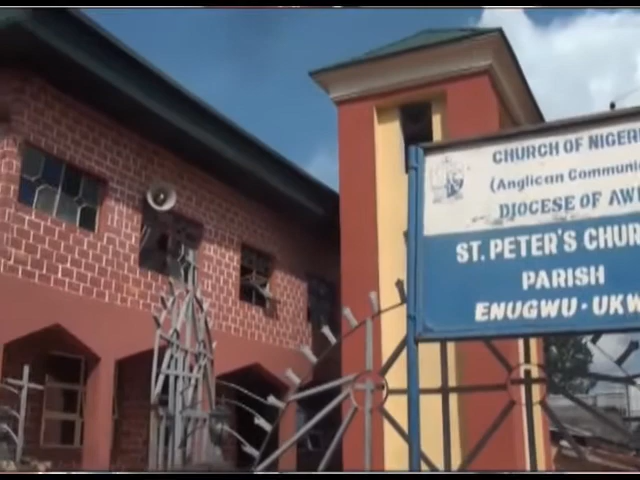 CHURCH OF NIGER
(Anglican Communi
DIOCESE OF AW
ST. PETER'S CHUR
PARISH
ENUGWU-UKW